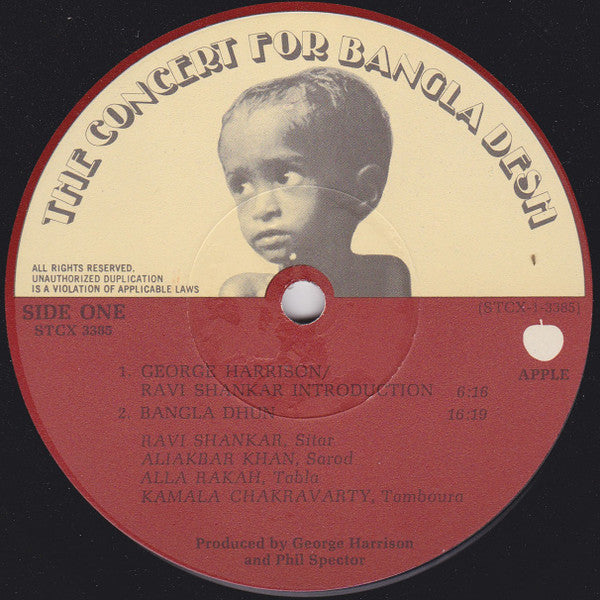 THE CONCERT FOR BANGLA DESH
ALL RIGHTS RESERVED.
UNAUTHORIZED DUPLICATION
IS A VIOLATION OF APPLICABLE LAWS
SIDE ONE
STCX 3385
(STCX-1-3385)
APPLE
1. GEORGE HARRISON/
RAVI SHANKAR INTRODUCTION 6:16
2. BANGLA DHUN 16:19
RAVI SHANKAR, Sitar
ALIAKBAR KHAN, Sarod
ALLA RAKAH, Tabla
KAMALA CHAKRAVARTY, Tamboura
Produced by George Harrison
and Phil Spector